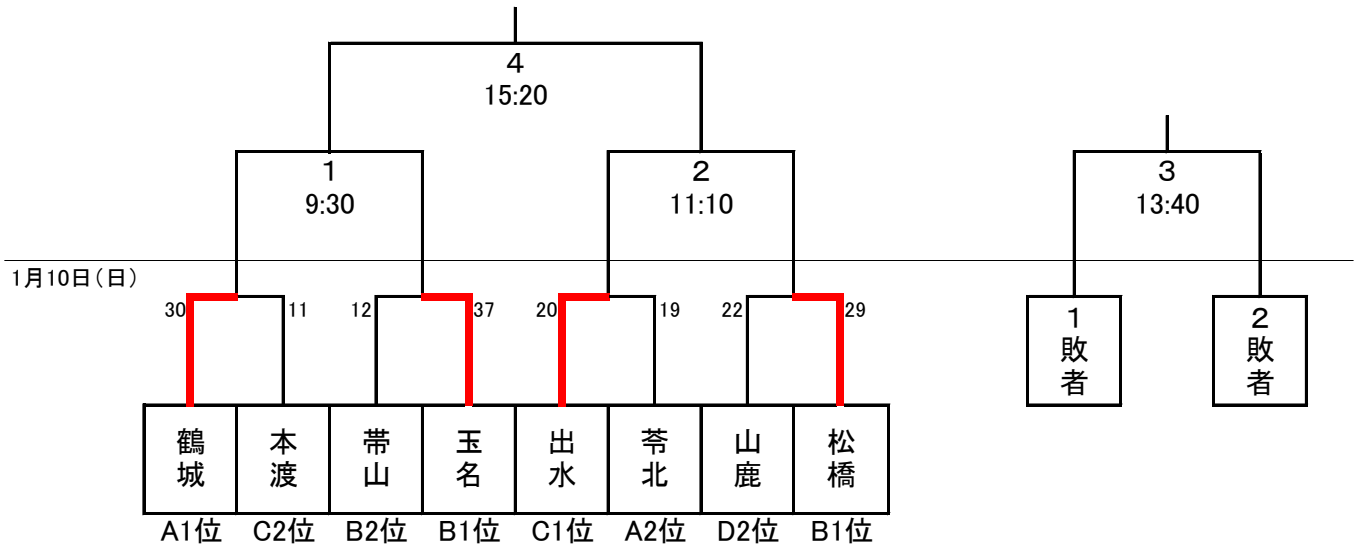 4
15:20
1
9:30
2
11:10
3
13:40
1月10日(日)
30
11
12
37
20
19
22
29
1敗者
2敗者
鶴城
本渡
帯山
玉名
出水
苓北
山鹿
松橋
A1位
C2位
B2位
B1位
C1位
A2位
D2位
B1位